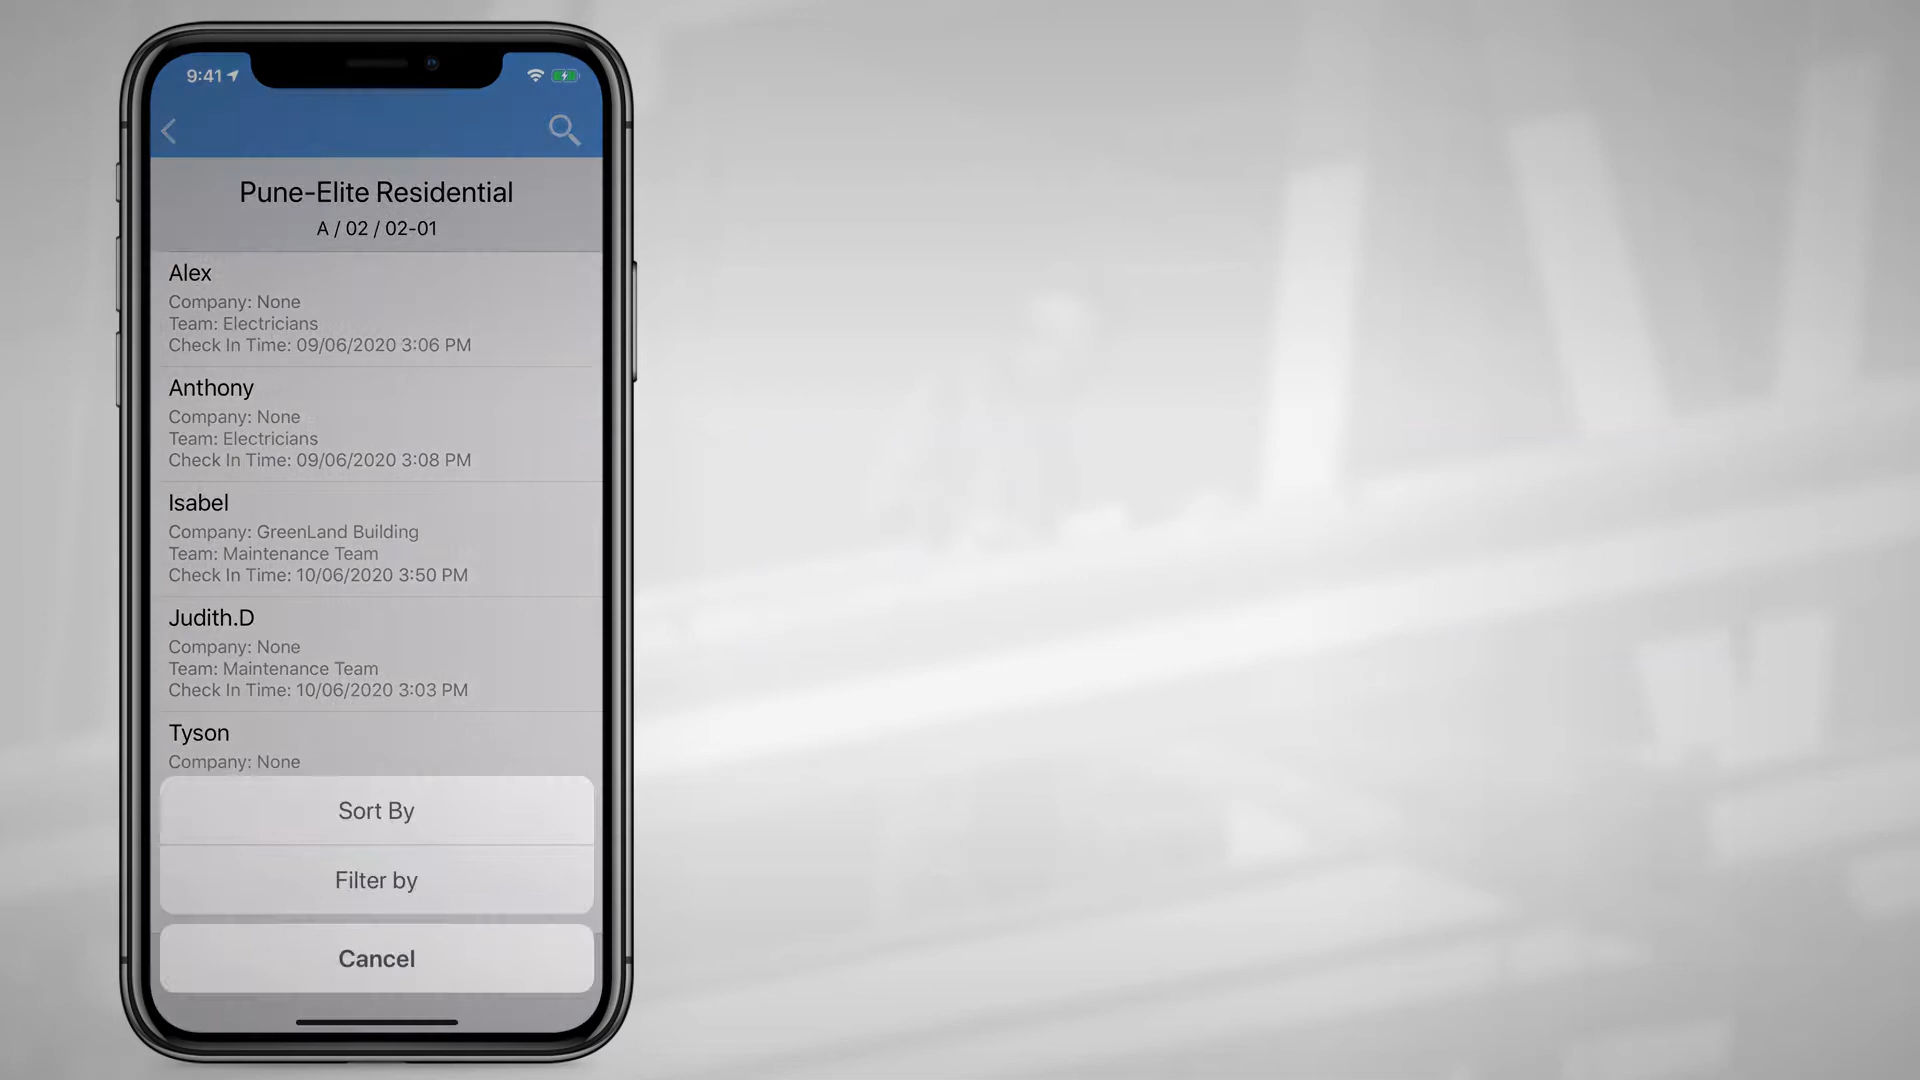 9:41
Pune-Elite Residential
A / 02 / 02-01
Alex
Company: None
Team: Electricians
Check In Time: 09/06/2020 3:06 PM
Anthony
Company: None
Team: Electricians
Check In Time: 09/06/2020 3:08 PM
Isabel
Company: GreenLand Building
Team: Maintenance Team
Check In Time: 10/06/2020 3:50 PM
Judith.D
Company: None
Team: Maintenance Team
Check In Time: 10/06/2020 3:03 PM
Tyson
Company: None
Sort By
Filter by
Cancel